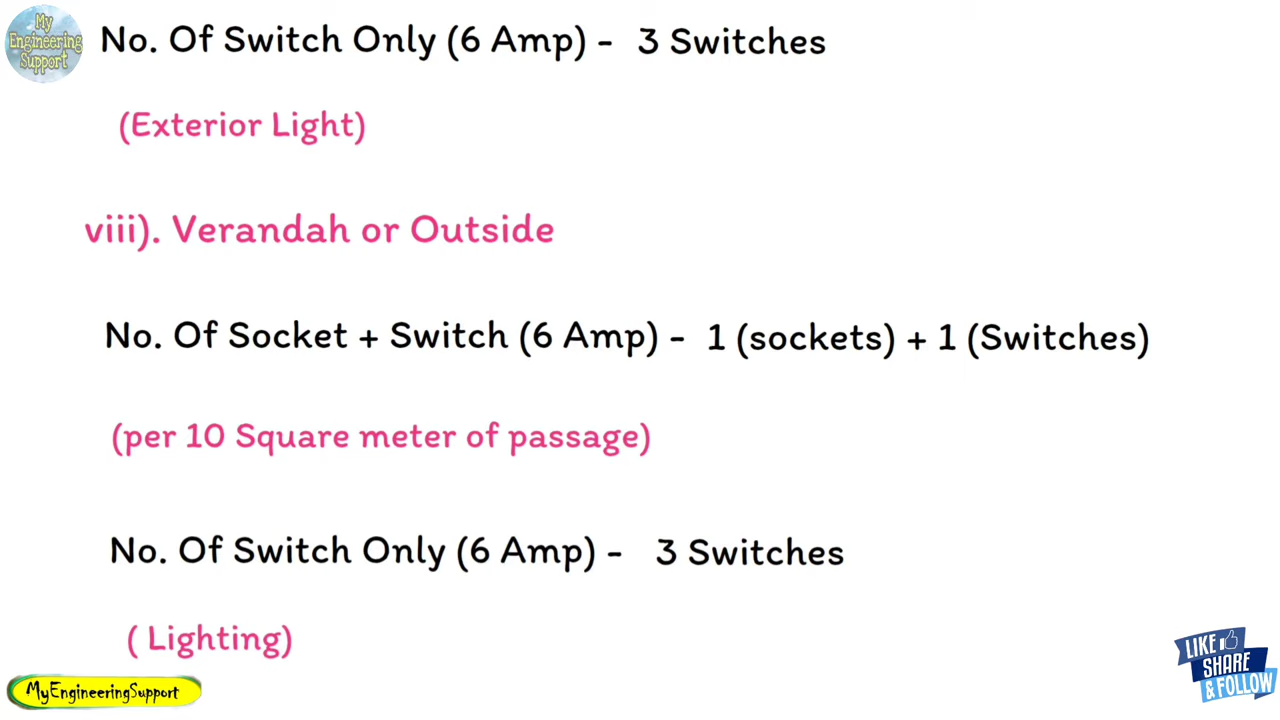 My
Engineering
Support
No. Of Switch Only (6 Amp) - 3 Switches
(Exterior Light)
viii). Verandah or Outside
No. Of Socket + Switch (6 Amp) - 1 (sockets) + 1 (Switches)
(per 10 Square meter of passage)
No. Of Switch Only (6 Amp) - 3 Switches
( Lighting)
MyEngineeringSupport
LIKE
SHARE
& FOLLOW